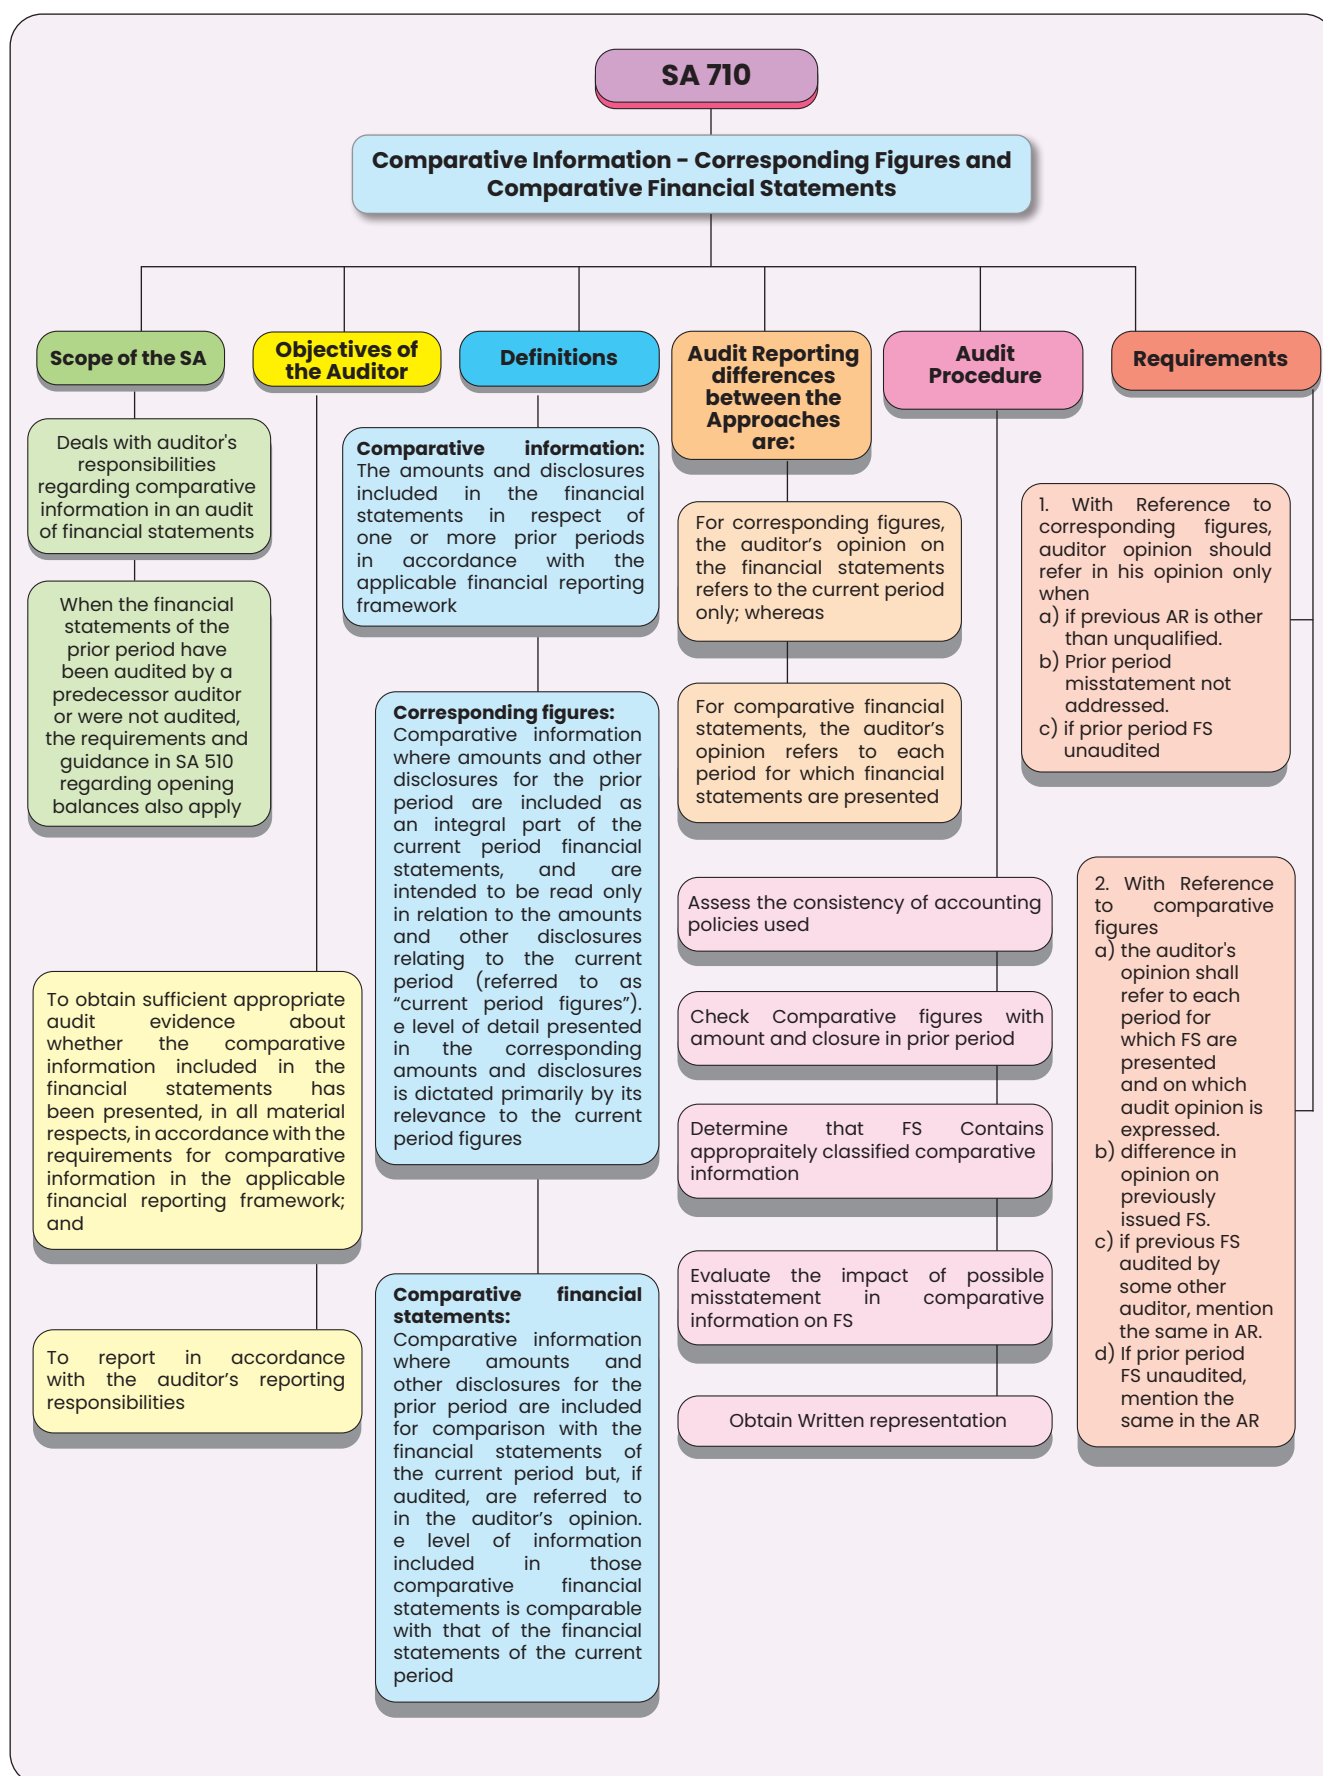 SA 710
Comparative Information - Corresponding Figures and
Comparative Financial Statements
Scope of the SA
Deals with auditor's
responsibilities
regarding comparative
information in an audit
of financial statements
When the financial
statements of the
prior period have
been audited by a
predecessor auditor
or were not audited,
the requirements and
guidance in SA 510
regarding opening
balances also apply
Objectives of
the Auditor
To obtain sufficient appropriate
audit evidence about
whether the comparative
information included in the
financial statements has
been presented, in all material
respects, in accordance with the
requirements for comparative
information in the applicable
financial reporting framework;
and
To report in accordance
with the auditor's reporting
responsibilities
Definitions
Comparative information:
The amounts and disclosures
included in the financial
statements in respect of
one or more prior periods
in accordance with the
applicable financial reporting
framework
Corresponding figures:
Comparative information
where amounts and other
disclosures for the prior
period are included as
an integral part of the
current period financial
statements, and are
intended to be read only
in relation to the amounts
and other disclosures
relating to the current
period (referred to as
“current period figures”).
e level of detail presented
in the corresponding
amounts and disclosures
is dictated primarily by its
relevance to the current
period figures
Comparative financial
statements:
Comparative information
where amounts and
other disclosures for the
prior period are included
for comparison with the
financial statements of
the current period but, if
audited, are referred to
in the auditor's opinion.
e level of information
included in those
comparative financial
statements is comparable
with that of the financial
statements of the current
period
Audit Reporting
differences
between the
Approaches
are:
For corresponding figures,
the auditor's opinion on
the financial statements
refers to the current period
only; whereas
For comparative financial
statements, the auditor's
opinion refers to each
period for which financial
statements are presented
Audit
Procedure
Assess the consistency of accounting
policies used
Check Comparative figures with
amount and closure in prior period
Determine that FS Contains
appropraitely classified comparative
information
Evaluate the impact of possible
misstatement in comparative
information on FS
Obtain Written representation
Requirements
1. With Reference to
corresponding figures,
auditor opinion should
refer in his opinion only
when
a) if previous AR is other
than unqualified.
b) Prior period
misstatement not
addressed.
c) if prior period FS
unaudited
2. With Reference
to comparative
figures
a) the auditor's
opinion shall
refer to each
period for
which FS are
presented
and on which
audit opinion is
expressed.
b) difference in
opinion on
previously
issued FS.
c) if previous FS
audited by
some other
auditor, mention
the same in AR.
d) If prior period
FS unaudited,
mention the
same in the AR